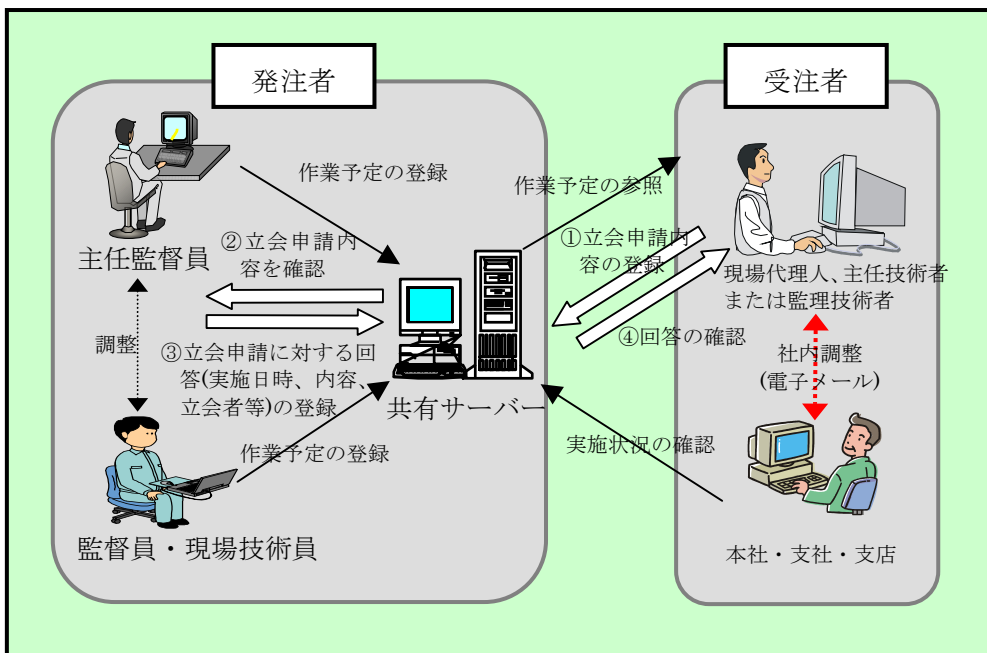 発注者
受注者
作業予定の登録
主任監督員
②立会申請内
容を確認
調整
③立会申請に対する回
答(実施日時、内容、
立会者等)の登録
作業予定の登録
監督員・現場技術員
共有サーバー
作業予定の参照
①立会申請内
容の登録
④回答の確認
実施状況の確認
現場代理人、主任技術者
または監理技術者
社内調整
(電子メール)
本社・支社・支店